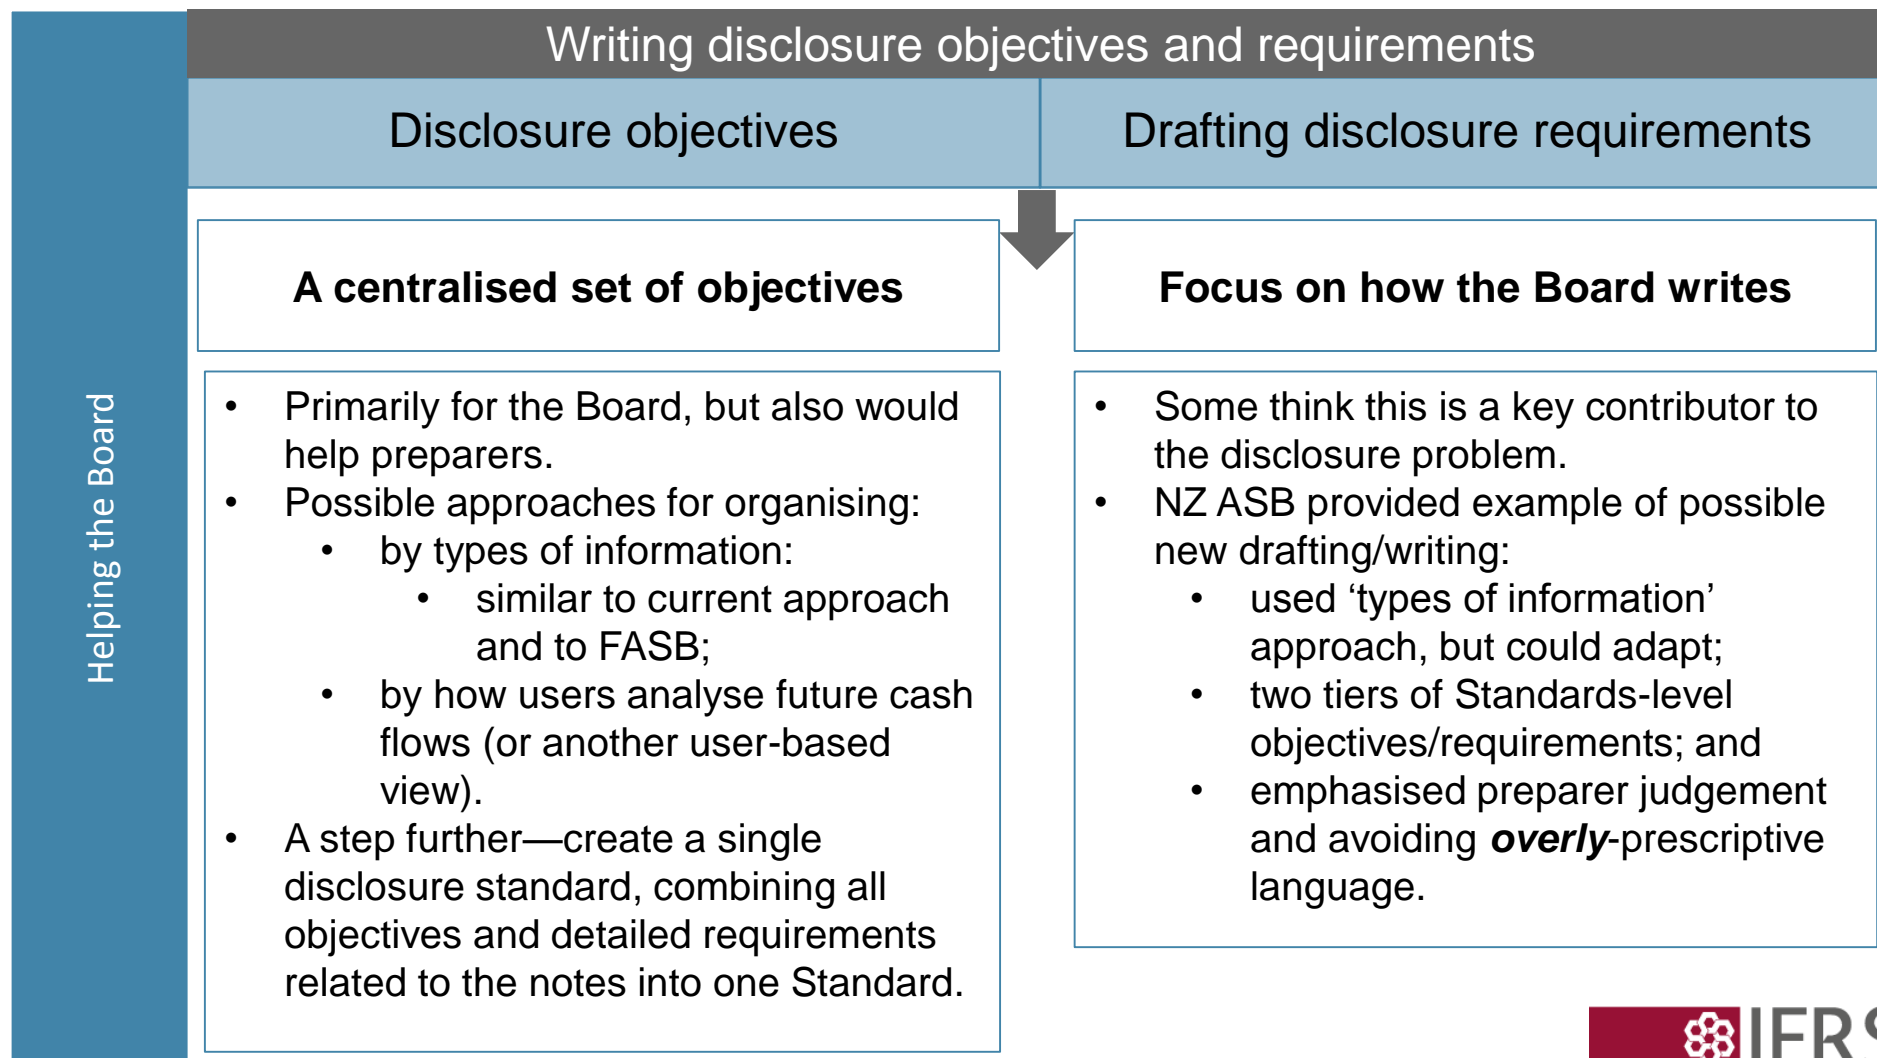 Writing disclosure objectives and requirements
Disclosure objectives
Drafting disclosure requirements
Helping the Board
A centralised set of objectives
• Primarily for the Board, but also would
help preparers.
• Possible approaches for organising:
• by types of information:
• similar to current approach
and to FASB;
• by how users analyse future cash
flows (or another user-based
view).
• A step further—create a single
disclosure standard, combining all
objectives and detailed requirements
related to the notes into one Standard.
Focus on how the Board writes
• Some think this is a key contributor to
the disclosure problem.
• NZ ASB provided example of possible
new drafting/writing:
• used ‘types of information’
approach, but could adapt;
• two tiers of Standards-level
objectives/requirements; and
• emphasised preparer judgement
and avoiding overly-prescriptive
language.
IFRS